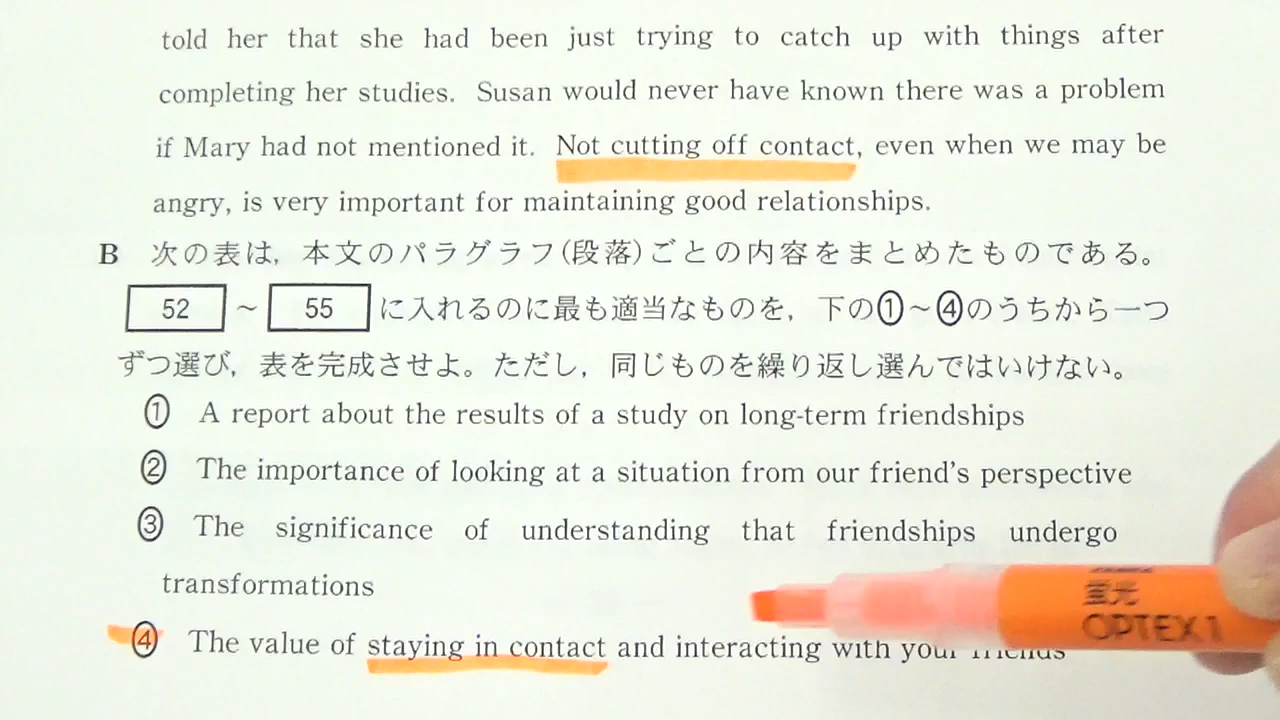 told her that she had been just trying to catch up with things after
completing her studies. Susan would never have known there was a problem
if Mary had not mentioned it. Not cutting off contact, even when we may be
angry, is very important for maintaining good relationships.
B 次の表は,本文のパラグラフ(段落)ごとの内容をまとめたものである。
52 ~ 55 に入れるのに最も適当なものを,下の①~④のうちから一つ
ずつ選び,表を完成させよ。ただし,同じものを繰り返し選んではいけない。
① A report about the results of a study on long-term friendships
② The importance of looking at a situation from our friend's perspective
③ The significance of understanding that friendships undergo
transformations
④ The value of staying in contact and interacting with your friends
蛍光
OPTEX 1